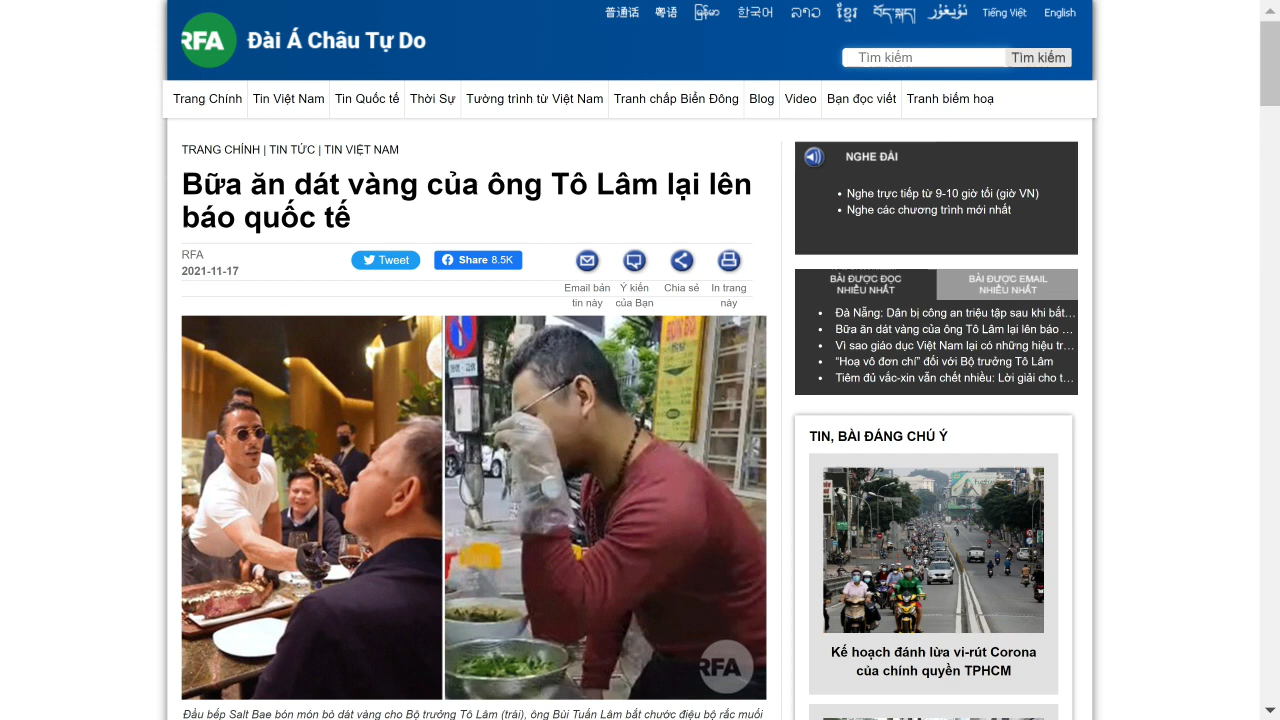 普通话 粤语 မြန်မာ 한국어 ລາວ ខ្មែរ བོད་སྐད། ئۇيغۇر Tiếng Việt English
RFA Đài Á Châu Tự Do
Tìm kiếm Tìm kiếm
Trang Chính Tin Việt Nam Tin Quốc tế Thời Sự Tường trình từ Việt Nam Tranh chấp Biển Đông Blog Video Bạn đọc viết Tranh biếm hoạ
TRANG CHÍNH | TIN TỨC | TIN VIỆT NAM
Bữa ăn dát vàng của ông Tô Lâm lại lên
báo quốc tế
RFA
2021-11-17
Tweet
Share 8.5K
Email bản
tin này
Ý kiến
của Bạn
Chia sẻ
In trang
này
RFA
Đầu bếp Salt Bae bón món bò dát vàng cho Bộ trưởng Tô Lâm (trái), ông Bùi Tuấn Lâm bắt chước điệu bộ rắc muối
NGHE ĐÀI
• Nghe trực tiếp từ 9-10 giờ tối (giờ VN)
• Nghe các chương trình mới nhất
BÀI ĐƯỢC ĐỌC
NHIỀU NHẤT
BÀI ĐƯỢC EMAIL
NHIỀU NHẤT
• Đà Nẵng: Dân bị công an triệu tập sau khi bắt…
• Bữa ăn dát vàng của ông Tô Lâm lại lên báo …
• Vì sao giáo dục Việt Nam lại có những hiệu tr…
• “Hoạ vô đơn chí” đối với Bộ trưởng Tô Lâm
• Tiêm đủ vắc-xin vẫn chết nhiều: Lời giải cho t…
TIN, BÀI ĐÁNG CHÚ Ý
Kế hoạch đánh lừa vi-rút Corona
của chính quyền TPHCM